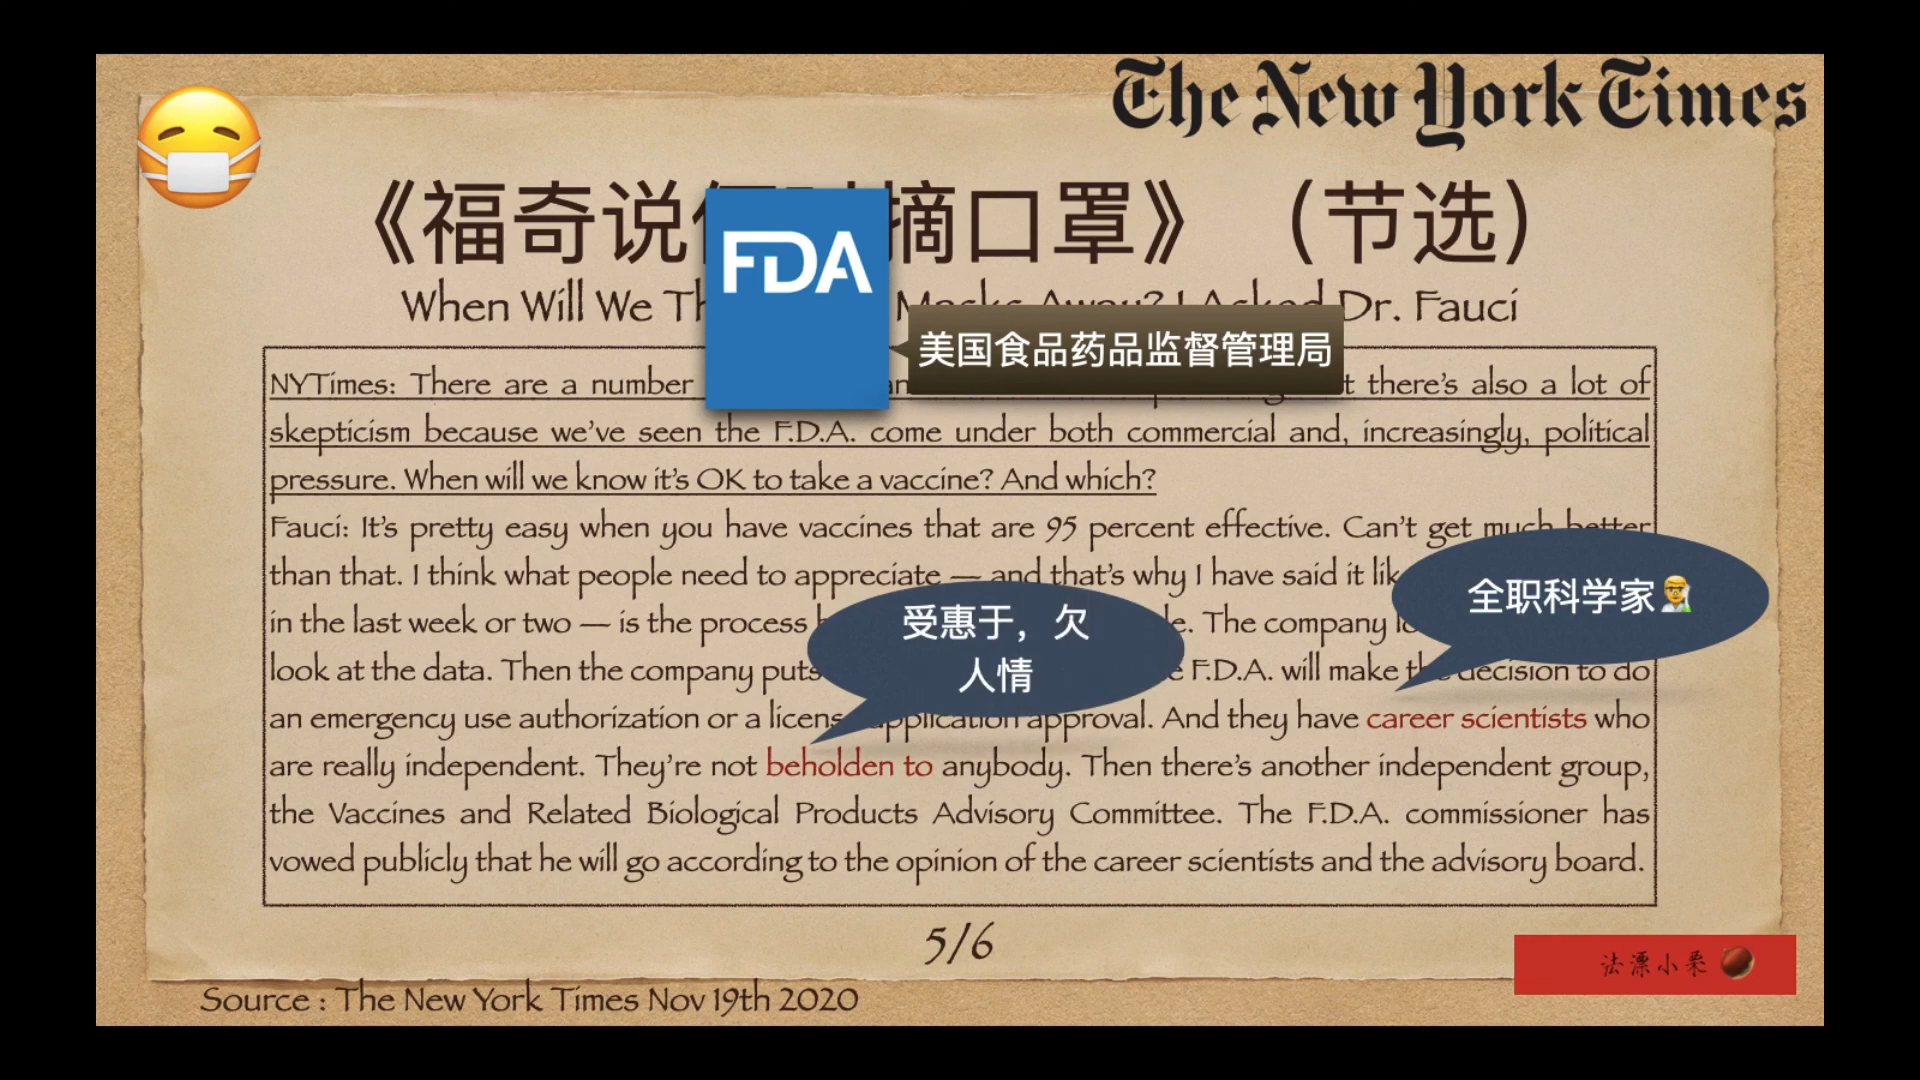 The New York Times
《福奇说 摘口罩》（节选）
FDA
When Will We Dr. Fauci
美国食品药品监督管理局
NYTimes: There are a number there's also a lot of
skepticism because we've seen the F.D.A. come under both commercial and, increasingly, political
pressure. When will we know it's OK to take a vaccine? And which?
Fauci: It's pretty easy when you have vaccines that are 95 percent effective. Can't get much better
than that. I think what people need to appreciate — and that's why I have said it
全职科学家
in the last week or two — is the process The company
受惠于，欠
人情
look at the data. Then the company puts F.D.A. will make decision to do
an emergency use authorization or a application approval. And they have career scientists who
are really independent. They're not beholden to anybody. Then there's another independent group,
the Vaccines and Related Biological Products Advisory Committee. The F.D.A. commissioner has
vowed publicly that he will go according to the opinion of the career scientists and the advisory board.
5/6
法漂小栗
Source : The New York Times Nov 19th 2020